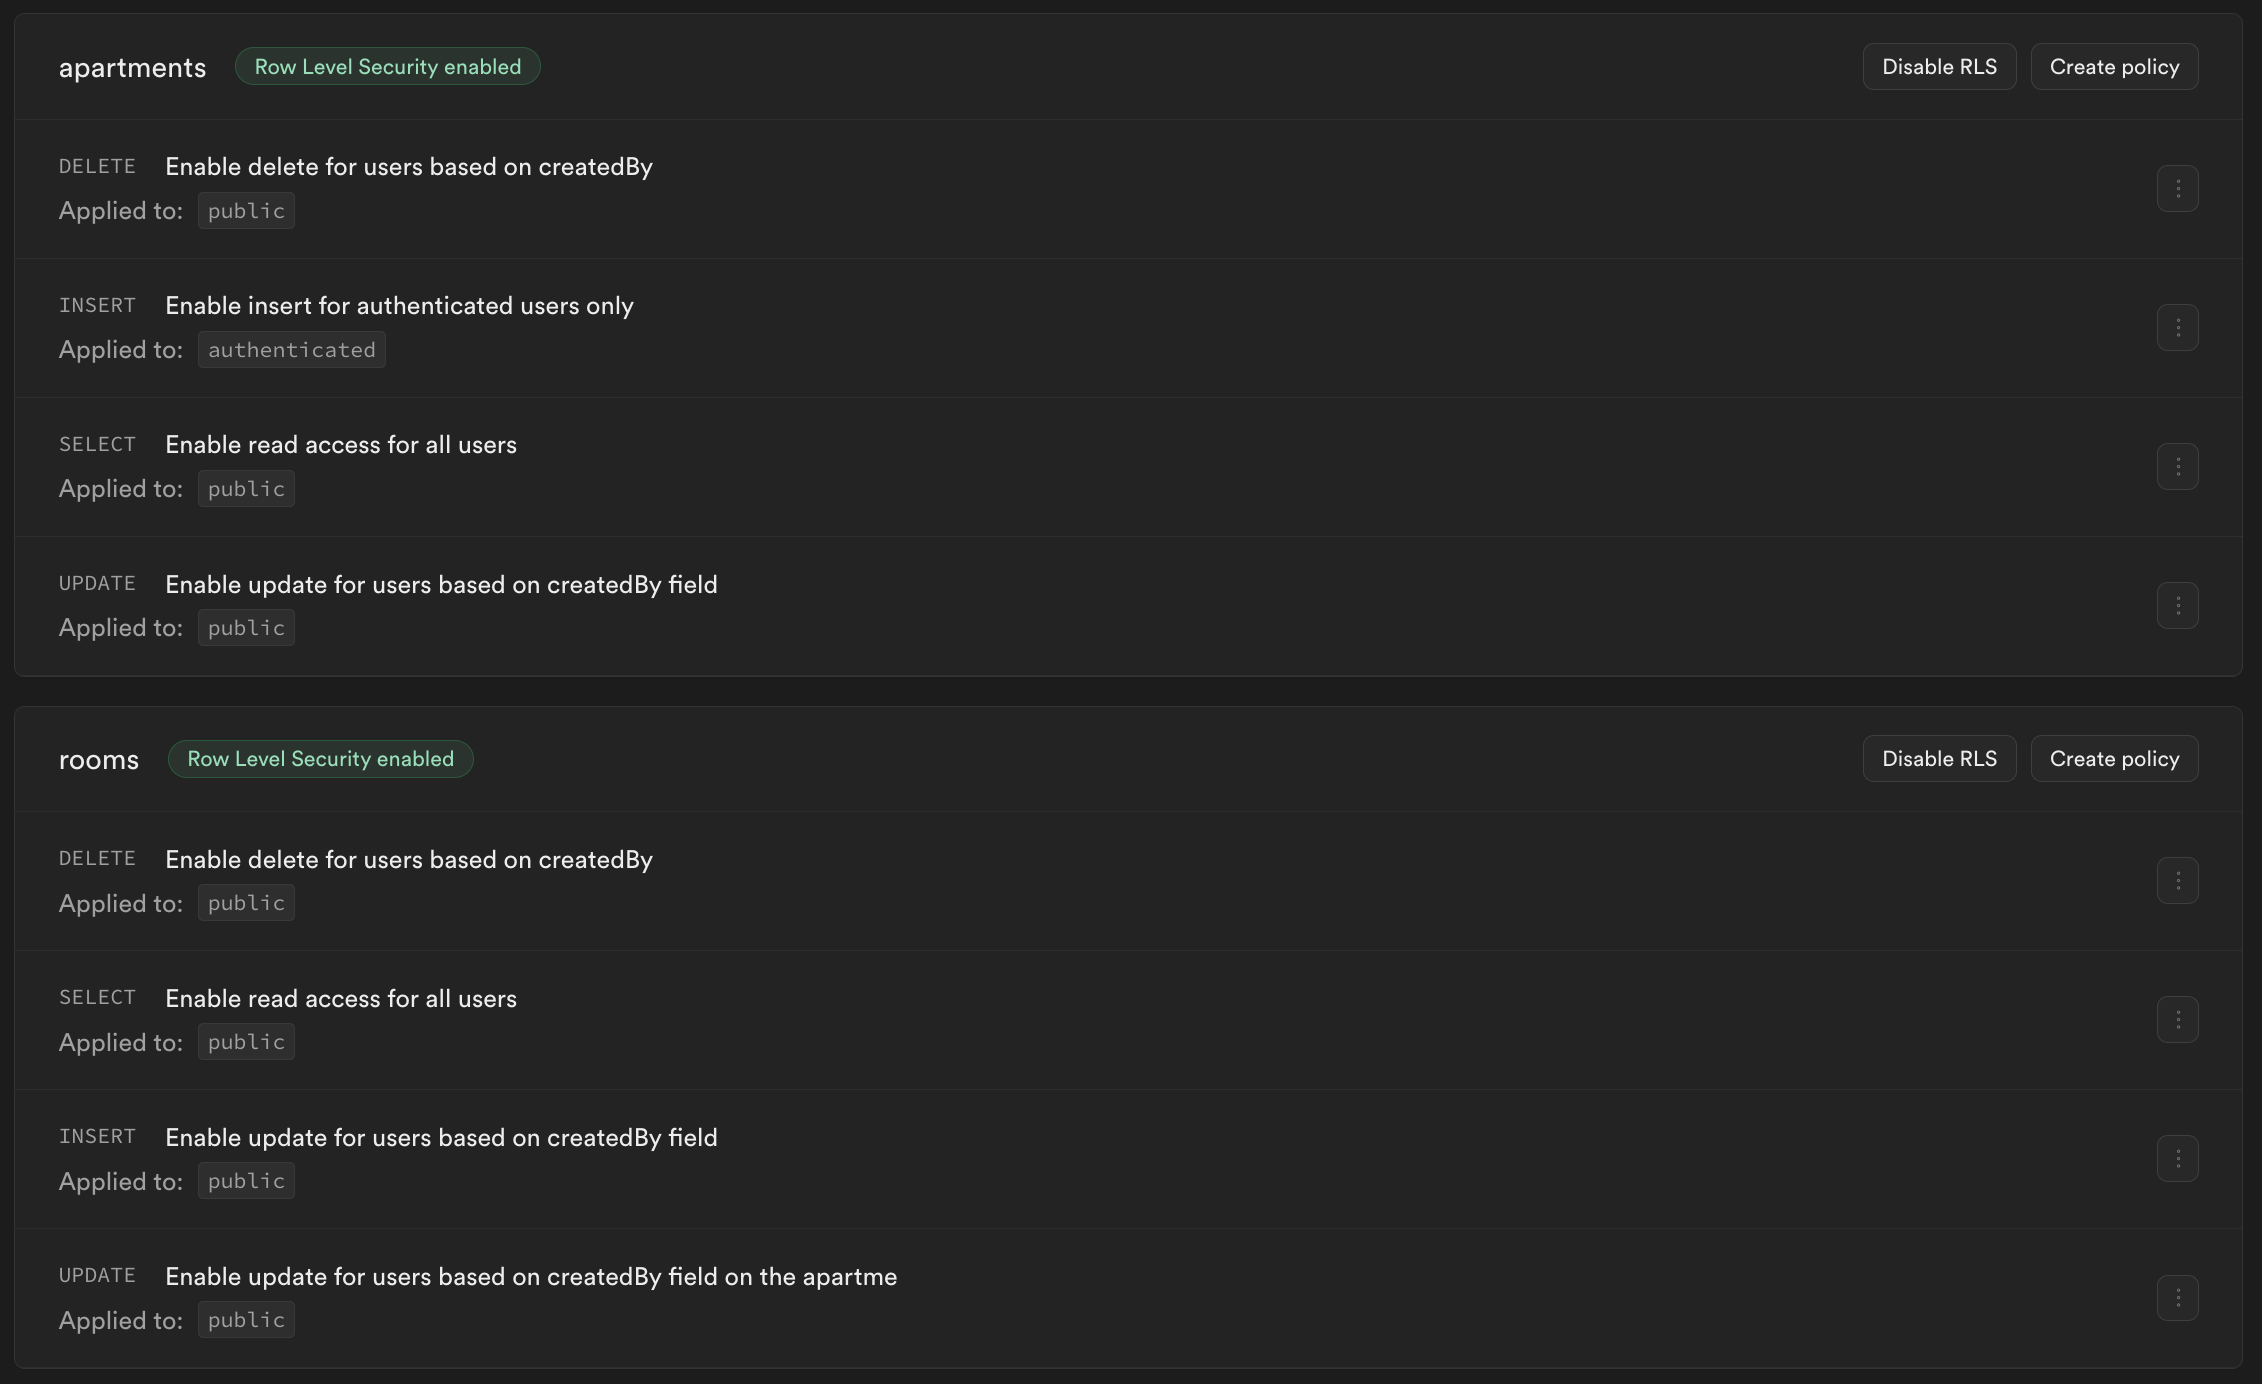 apartments Row Level Security enabled Disable RLS Create policy
DELETE Enable delete for users based on createdBy
Applied to: public
INSERT Enable insert for authenticated users only
Applied to: authenticated
SELECT Enable read access for all users
Applied to: public
UPDATE Enable update for users based on createdBy field
Applied to: public
rooms Row Level Security enabled Disable RLS Create policy
DELETE Enable delete for users based on createdBy
Applied to: public
SELECT Enable read access for all users
Applied to: public
INSERT Enable update for users based on createdBy field
Applied to: public
UPDATE Enable update for users based on createdBy field on the apartme
Applied to: public